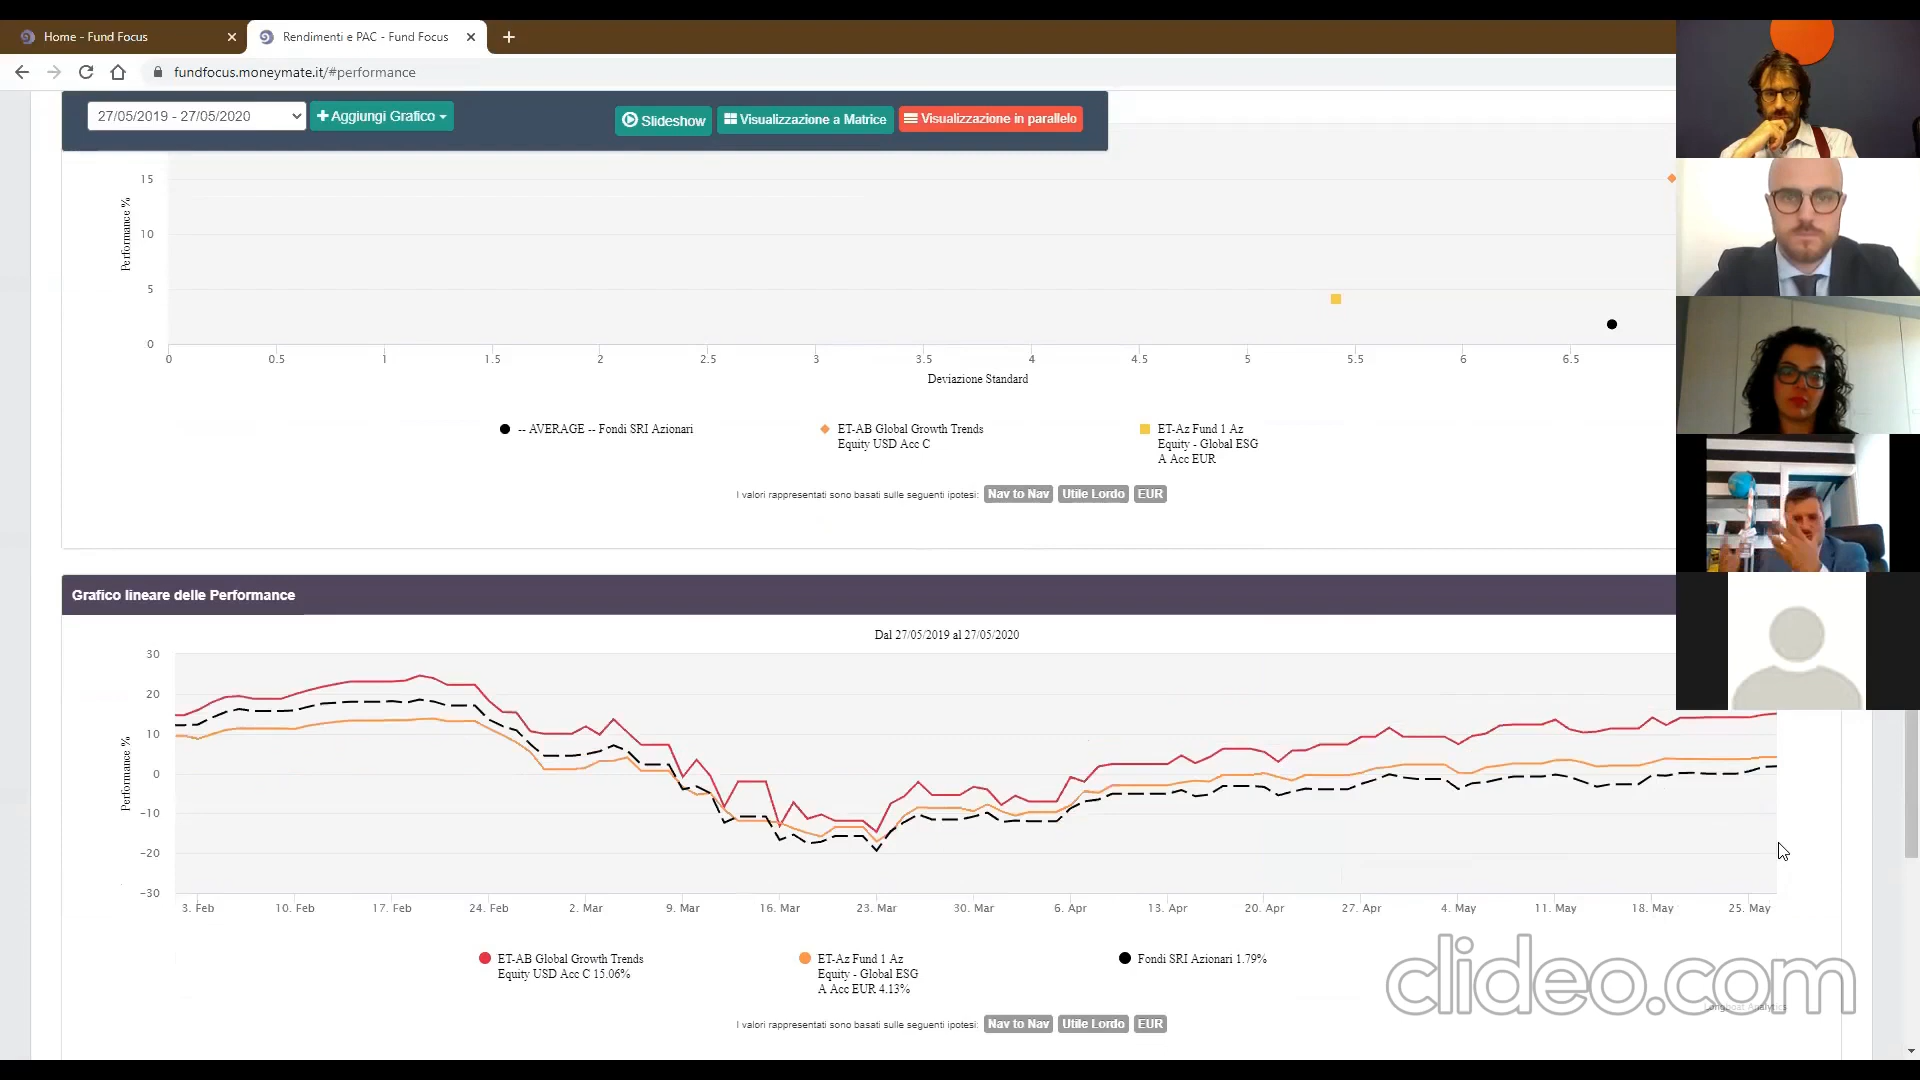 Home - Fund Focus
Rendimenti e PAC - Fund Focus
fundfocus.moneymate.it/#performance
27/05/2019 - 27/05/2020
Aggiungi Grafico
Slideshow
Visualizzazione a Matrice
Visualizzazione in parallelo
15
10
5
0
Performance %
0 0.5 1 1.5 2 2.5 3 3.5 4 4.5 5 5.5 6 6.5
Deviazione Standard
-- AVERAGE -- Fondi SRI Azionari
ET-AB Global Growth Trends
Equity USD Acc C
ET-Az Fund 1 Az
Equity - Global ESG
A Acc EUR
I valori rappresentati sono basati sulle seguenti ipotesi: Nav to Nav Utile Lordo EUR
Grafico lineare delle Performance
Dal 27/05/2019 al 27/05/2020
30
20
10
0
-10
-20
-30
Performance %
3. Feb 10. Feb 17. Feb 24. Feb 2. Mar 9. Mar 16. Mar 23. Mar 30. Mar 6. Apr 13. Apr 20. Apr 27. Apr 4. May 11. May 18. May 25. May
ET-AB Global Growth Trends
Equity USD Acc C 15.06%
ET-Az Fund 1 Az
Equity - Global ESG
A Acc EUR 4.13%
Fondi SRI Azionari 1.79%
clideo.com
Longboat Analytics
I valori rappresentati sono basati sulle seguenti ipotesi: Nav to Nav Utile Lordo EUR